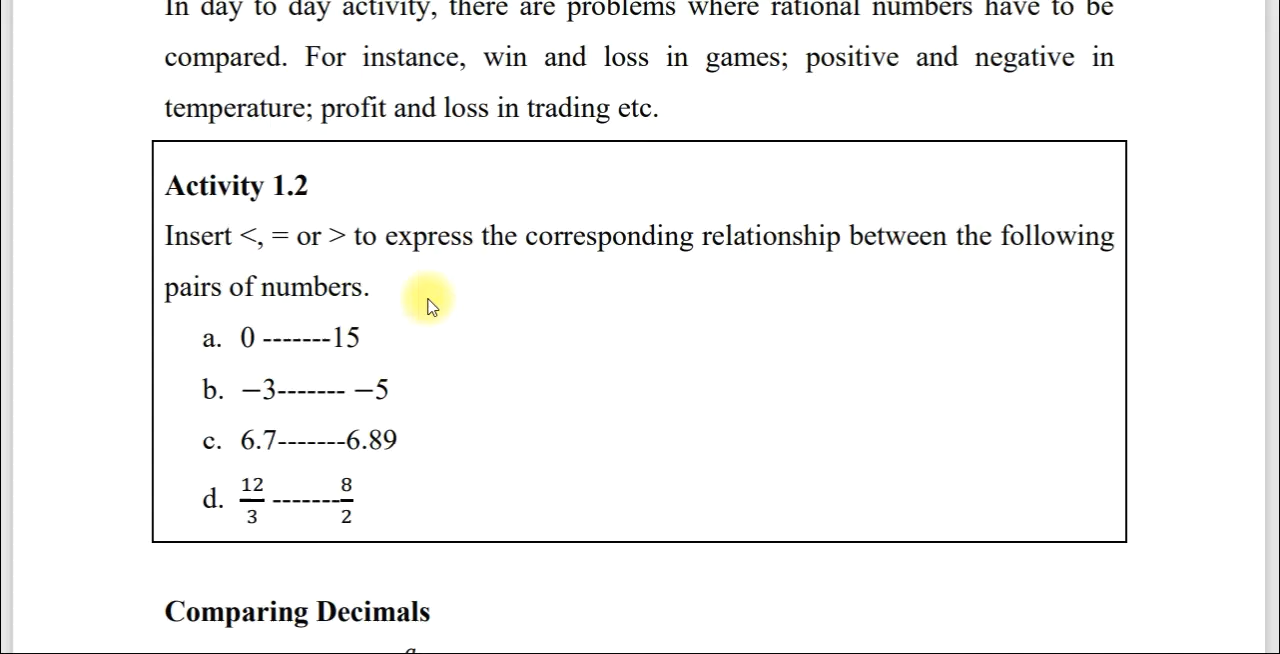 In day to day activity, there are problems where rational numbers have to be
compared. For instance, win and loss in games; positive and negative in
temperature; profit and loss in trading etc.
Activity 1.2
Insert <, = or > to express the corresponding relationship between the following
pairs of numbers.
a. 0 -------15
b. −3------- −5
c. 6.7-------6.89
d. 12/3 -------8/2
Comparing Decimals